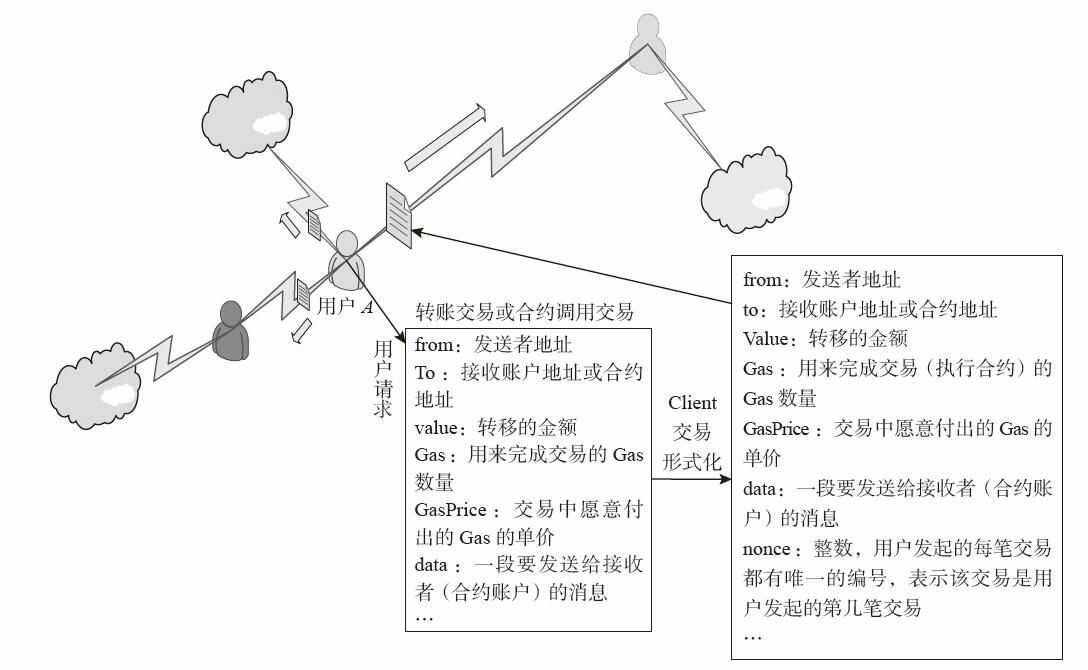 用户 A
用户请求
转账交易或合约调用交易
from：发送者地址
To：接收账户地址或合约
地址
value：转移的金额
Gas：用来完成交易的 Gas
数量
GasPrice：交易中愿意付
出的 Gas 的单价
data：一段要发送给接收
者（合约账户）的消息
…
Client
交易
形式化
from：发送者地址
to：接收账户地址或合约地址
Value：转移的金额
Gas：用来完成交易（执行合约）的
Gas 数量
GasPrice：交易中愿意付出的 Gas 的
单价
data：一段要发送给接收者（合约账
户）的消息
nonce：整数，用户发起的每笔交易
都有唯一的编号，表示该交易是用
户发起的第几笔交易
…